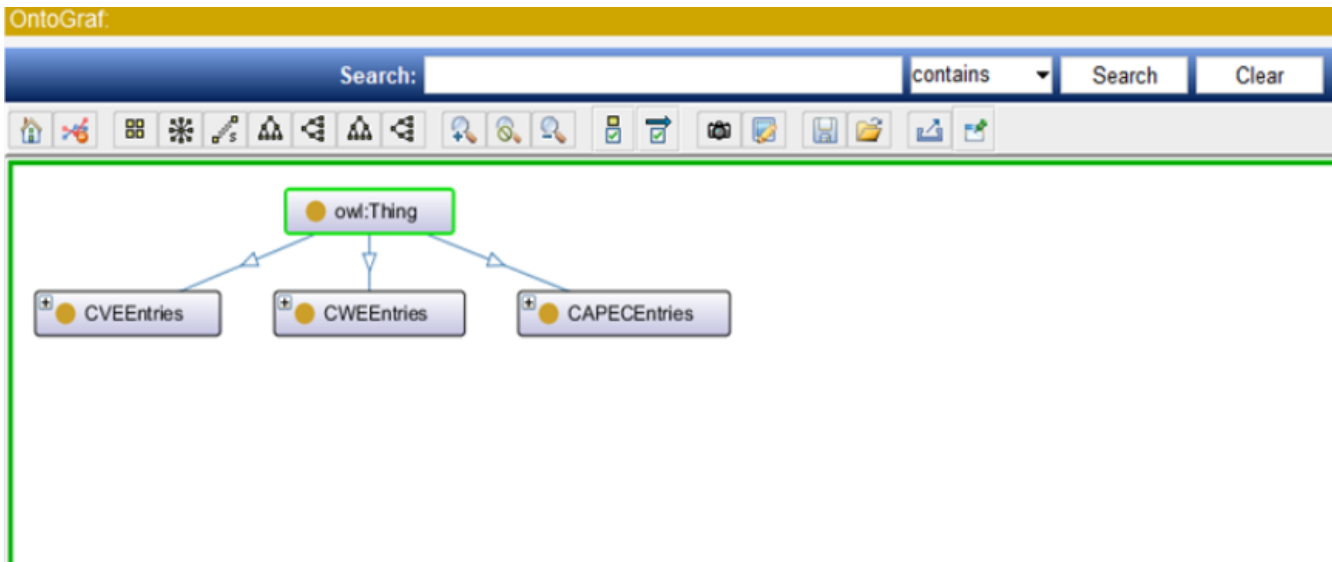 OntoGraf:
Search: contains Search Clear
owl:Thing
CVEEntries CWEEntries CAPECEntries